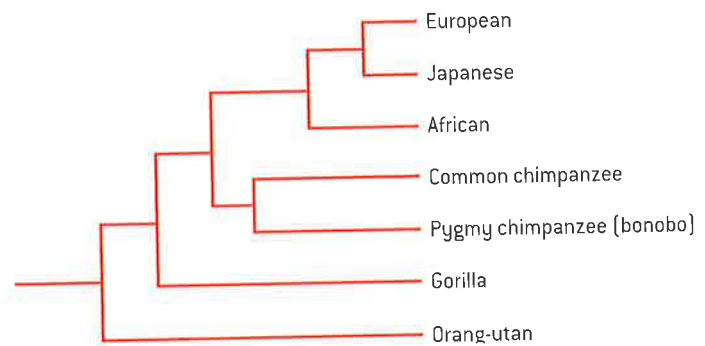 European
Japanese
African
Common chimpanzee
Pygmy chimpanzee (bonobo)
Gorilla
Orang-utan